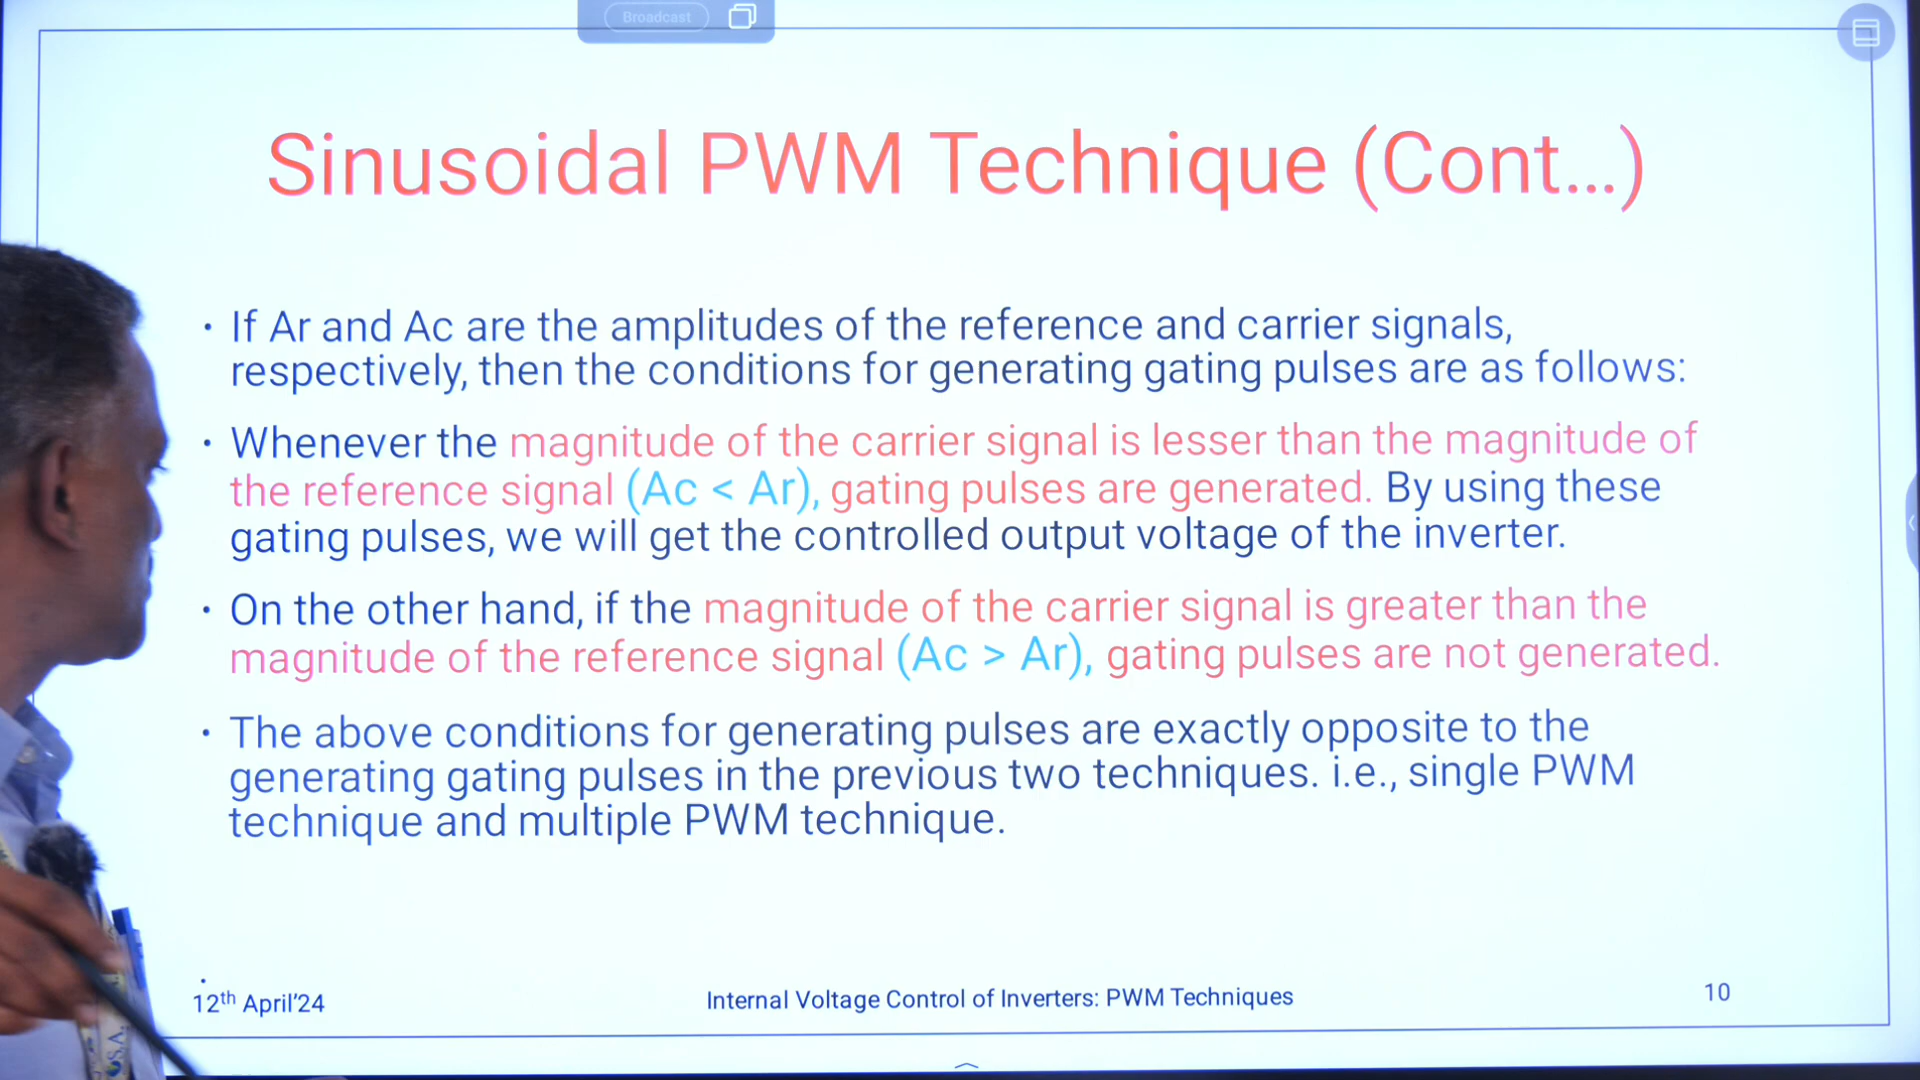 Broadcast
Sinusoidal PWM Technique (Cont...)
• If Ar and Ac are the amplitudes of the reference and carrier signals,
respectively, then the conditions for generating gating pulses are as follows:
• Whenever the magnitude of the carrier signal is lesser than the magnitude of
the reference signal (Ac < Ar), gating pulses are generated. By using these
gating pulses, we will get the controlled output voltage of the inverter.
• On the other hand, if the magnitude of the carrier signal is greater than the
magnitude of the reference signal (Ac > Ar), gating pulses are not generated.
• The above conditions for generating pulses are exactly opposite to the
generating gating pulses in the previous two techniques. i.e., single PWM
technique and multiple PWM technique.
•
12th April'24
Internal Voltage Control of Inverters: PWM Techniques
10